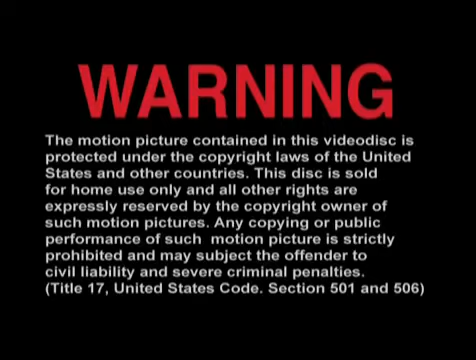 WARNING
The motion picture contained in this videodisc is
protected under the copyright laws of the United
States and other countries. This disc is sold
for home use only and all other rights are
expressly reserved by the copyright owner of
such motion pictures. Any copying or public
performance of such motion picture is strictly
prohibited and may subject the offender to
civil liability and severe criminal penalties.
(Title 17, United States Code. Section 501 and 506)